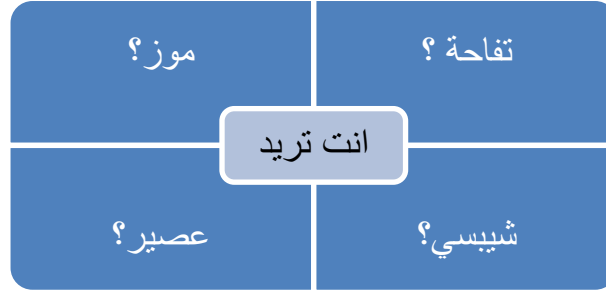 تفاحة ؟
موز؟
انت تريد
شيبسي؟
عصير؟